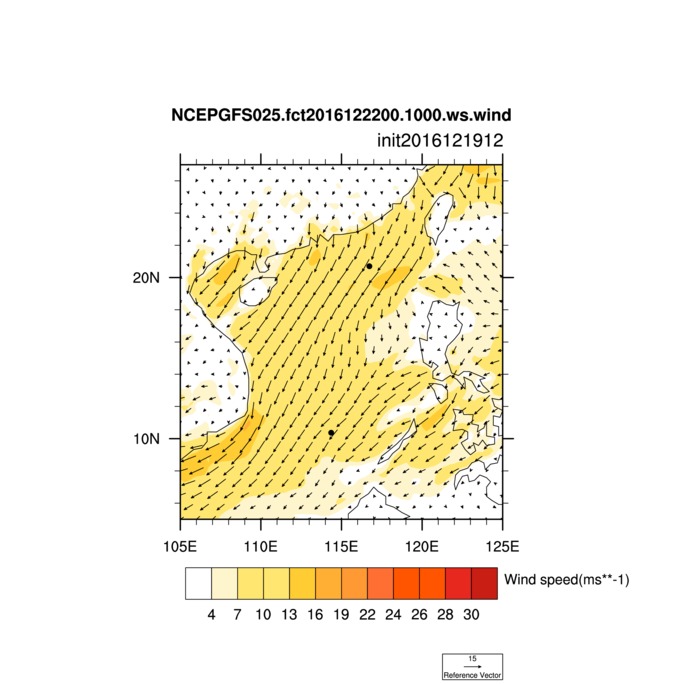 NCEPGFS025.fct2016122200.1000.ws.wind
init2016121912
20N
10N
105E 110E 115E 120E 125E
Wind speed(ms**-1)
4 7 10 13 16 19 22 24 26 28 30
15
Reference Vector